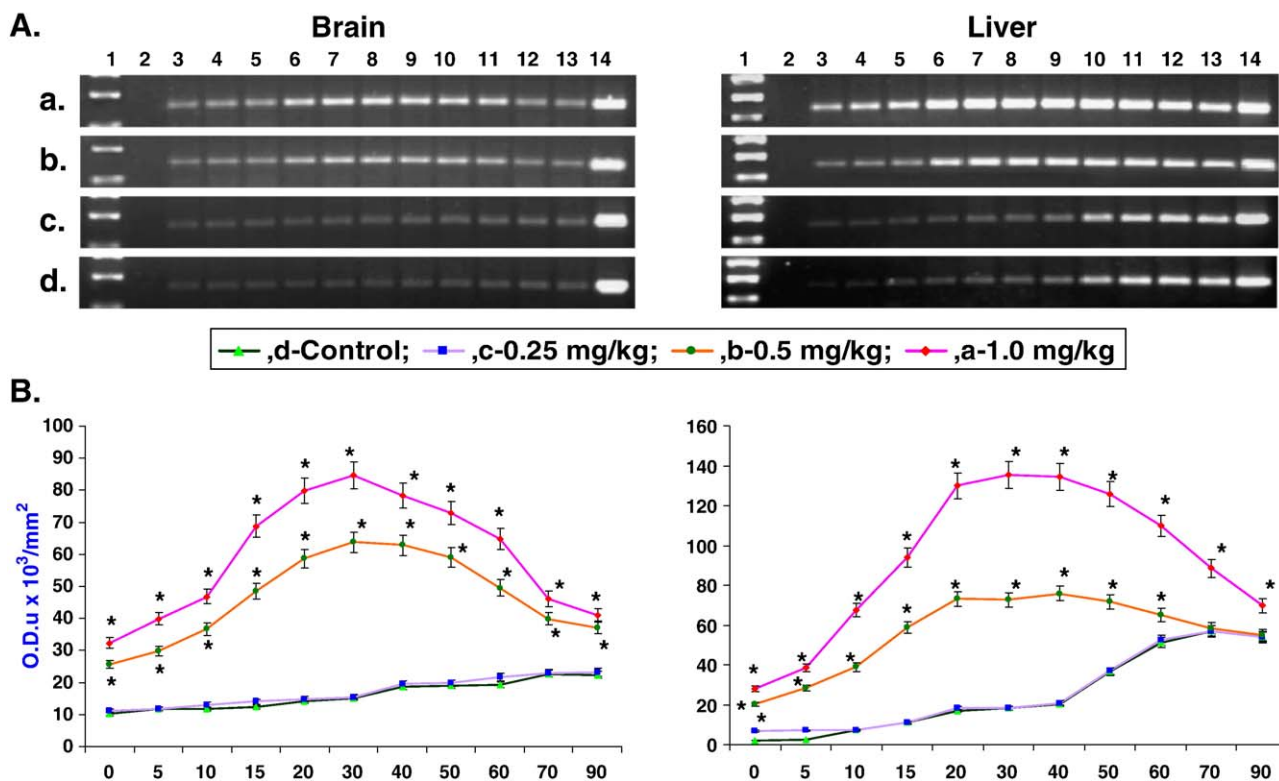 A.
Brain
Liver
1 2 3 4 5 6 7 8 9 10 11 12 13 14
1 2 3 4 5 6 7 8 9 10 11 12 13 14
a.
b.
c.
d.
,d-Control; ,c-0.25 mg/kg; ,b-0.5 mg/kg; ,a-1.0 mg/kg
B.
O.D.u x 10³/mm²
100
90
80
70
60
50
40
30
20
10
0
0 5 10 15 20 30 40 50 60 70 90
160
140
120
100
80
60
40
20
0
0 5 10 15 20 30 40 50 60 70 90